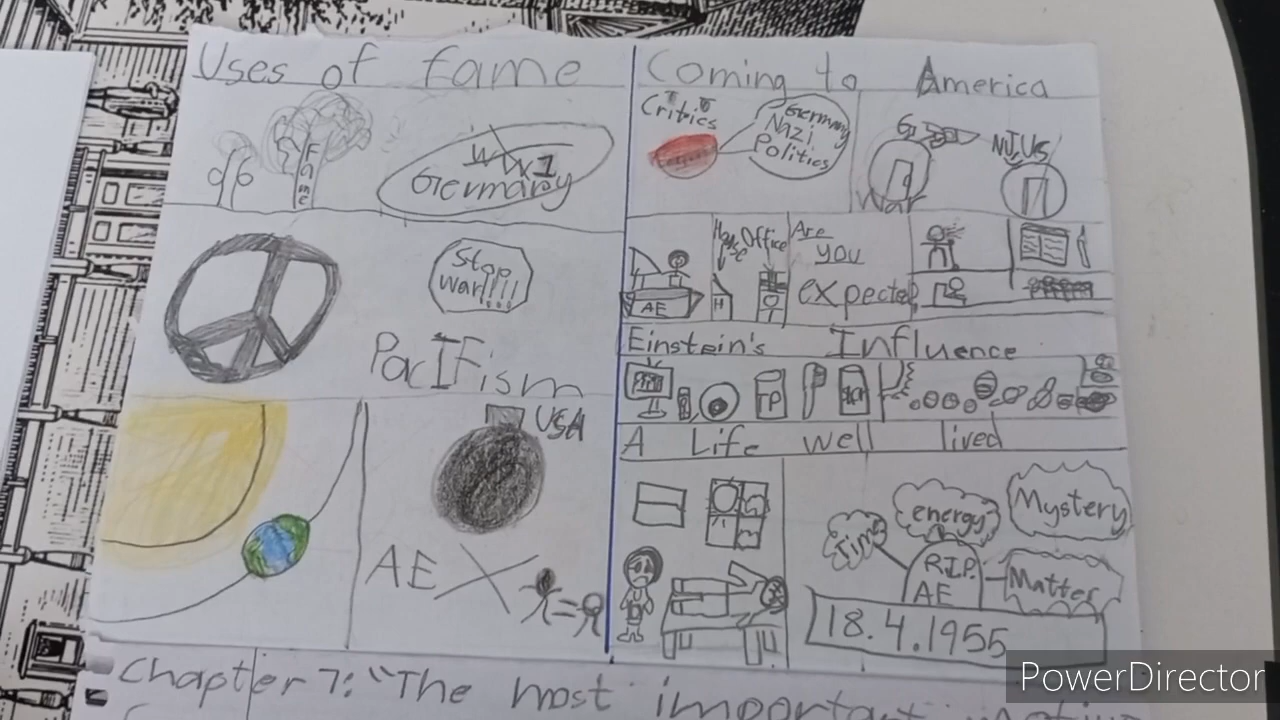 Uses of fame
Fame
WW1
Germany
Stop
war!!!!
PacIFism
USA
AE
Coming to America
Critics
Germany
Nazi
Politics
G
NJ,US
War
House
Office
Are
you
expected
AE
H
Einstein's Influence
TP
A Life well lived
Time
energy
Mystery
R.I.P.
AE
Matter
18.4.1955
Chapter 7: "The most important
PowerDirector